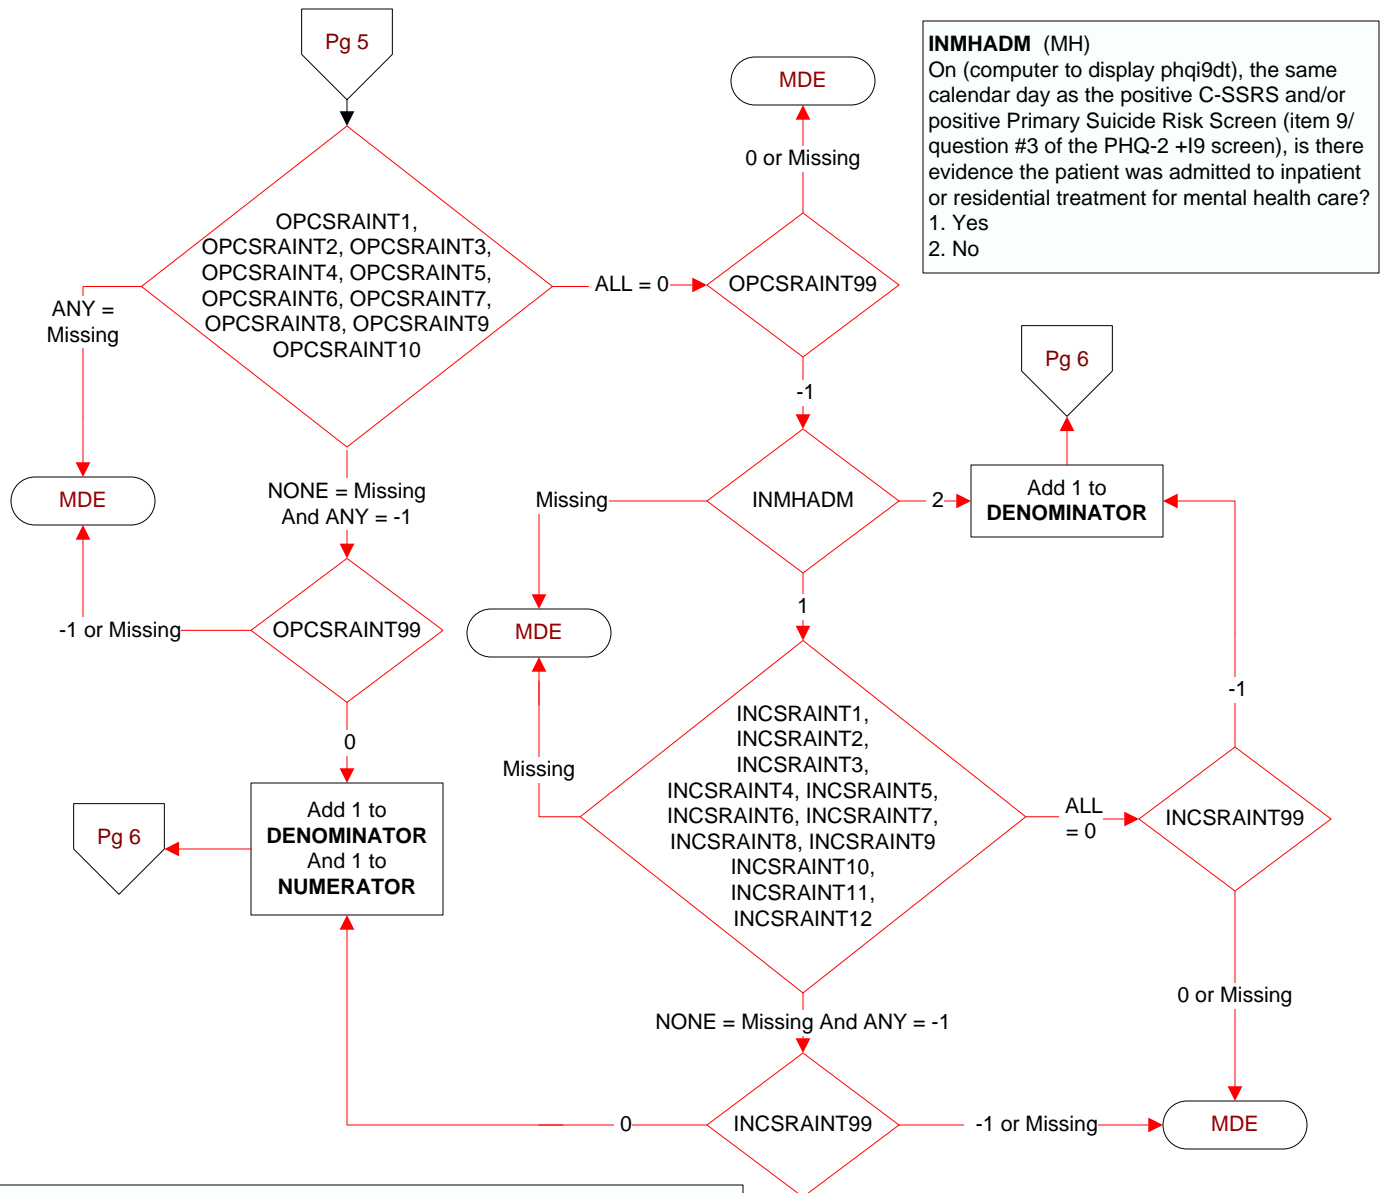 Pg 5
INMHADM (MH)
On (computer to display phqi9dt), the same
calendar day as the positive C-SSRS and/or
positive Primary Suicide Risk Screen (item 9/
question #3 of the PHQ-2 +I9 screen), is there
evidence the patient was admitted to inpatient
or residential treatment for mental health care?
1. Yes
2. No
MDE
0 or Missing
OPCSRAINT1,
OPCSRAINT2, OPCSRAINT3,
OPCSRAINT4, OPCSRAINT5,
OPCSRAINT6, OPCSRAINT7,
OPCSRAINT8, OPCSRAINT9
OPCSRAINT10
ALL = 0
OPCSRAINT99
ANY =
Missing
Pg 6
-1
MDE
NONE = Missing
And ANY = -1
Missing
INMHADM
2
Add 1 to
DENOMINATOR
-1 or Missing
OPCSRAINT99
MDE
1
0
-1
INCSRAINT1,
INCSRAINT2,
INCSRAINT3,
INCSRAINT4, INCSRAINT5,
INCSRAINT6, INCSRAINT7,
INCSRAINT8, INCSRAINT9
INCSRAINT10,
INCSRAINT11,
INCSRAINT12
Missing
ALL
= 0
INCSRAINT99
Pg 6
Add 1 to
DENOMINATOR
And 1 to
NUMERATOR
0 or Missing
NONE = Missing And ANY = -1
0
INCSRAINT99
-1 or Missing
MDE